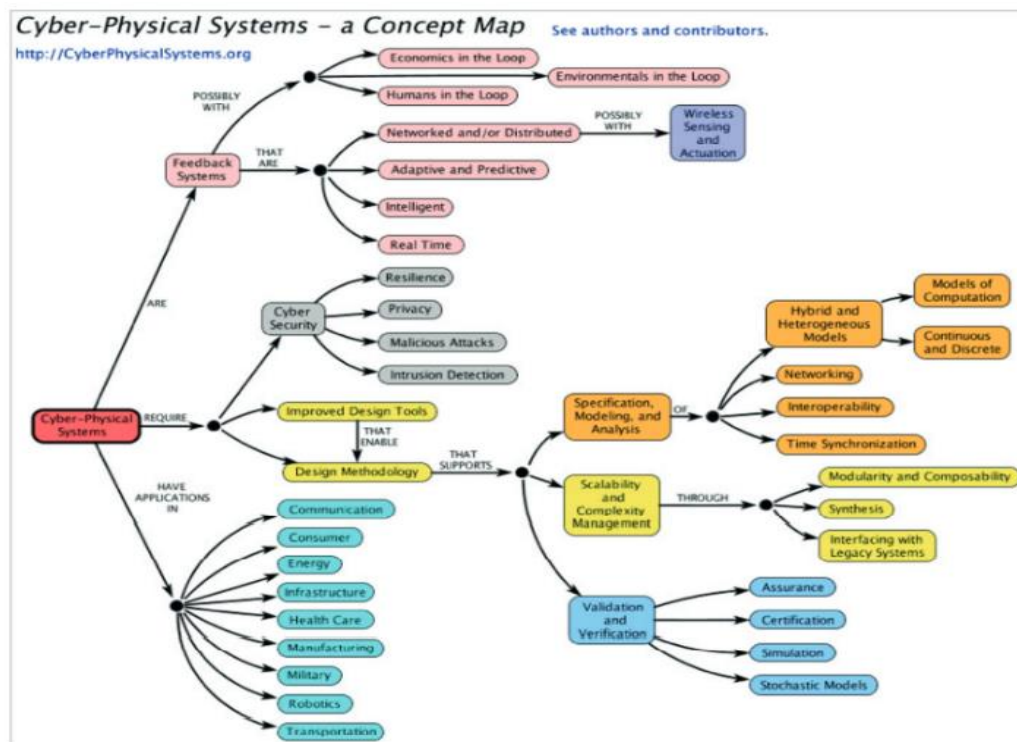 Cyber-Physical Systems - a Concept Map
See authors and contributors.
http://CyberPhysicalSystems.org
Economics in the Loop
Environmentals in the Loop
Humans in the Loop
POSSIBLY
WITH
Networked and/or Distributed
POSSIBLY
WITH
Wireless
Sensing
and
Actuation
Feedback
Systems
THAT
ARE
Adaptive and Predictive
Intelligent
Real Time
ARE
Cyber
Security
Resilience
Privacy
Malicious Attacks
Intrusion Detection
Hybrid and
Heterogeneous
Models
Models of
Computation
Continuous
and Discrete
Networking
Interoperability
Time Synchronization
Specification,
Modeling, and
Analysis
OF
Cyber-Physical
Systems
REQUIRE
Improved Design Tools
THAT
ENABLE
Design Methodology
THAT
SUPPORTS
Scalability and
Complexity
Management
THROUGH
Modularity and Composability
Synthesis
Interfacing with
Legacy Systems
HAVE
APPLICATIONS
IN
Communication
Consumer
Energy
Infrastructure
Health Care
Manufacturing
Military
Robotics
Transportation
Validation
and
Verification
Assurance
Certification
Simulation
Stochastic Models